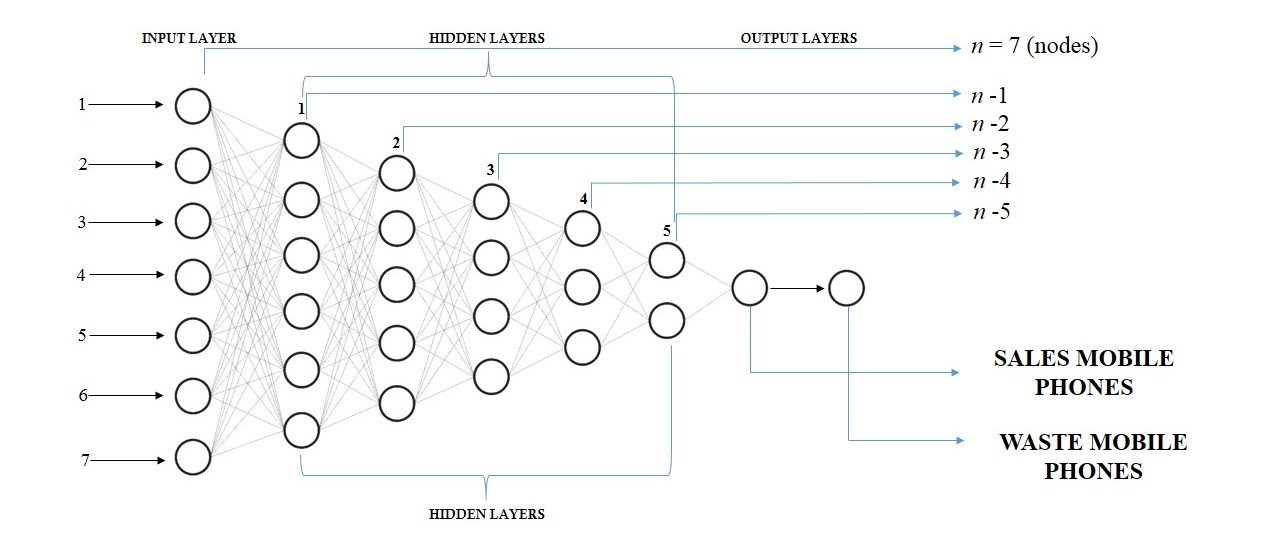 INPUT LAYER
HIDDEN LAYERS
OUTPUT LAYERS
n = 7 (nodes)
n -1
n -2
n -3
n -4
n -5
1
2
3
4
5
1
2
3
4
5
6
7
SALES MOBILE
PHONES
WASTE MOBILE
PHONES
HIDDEN LAYERS